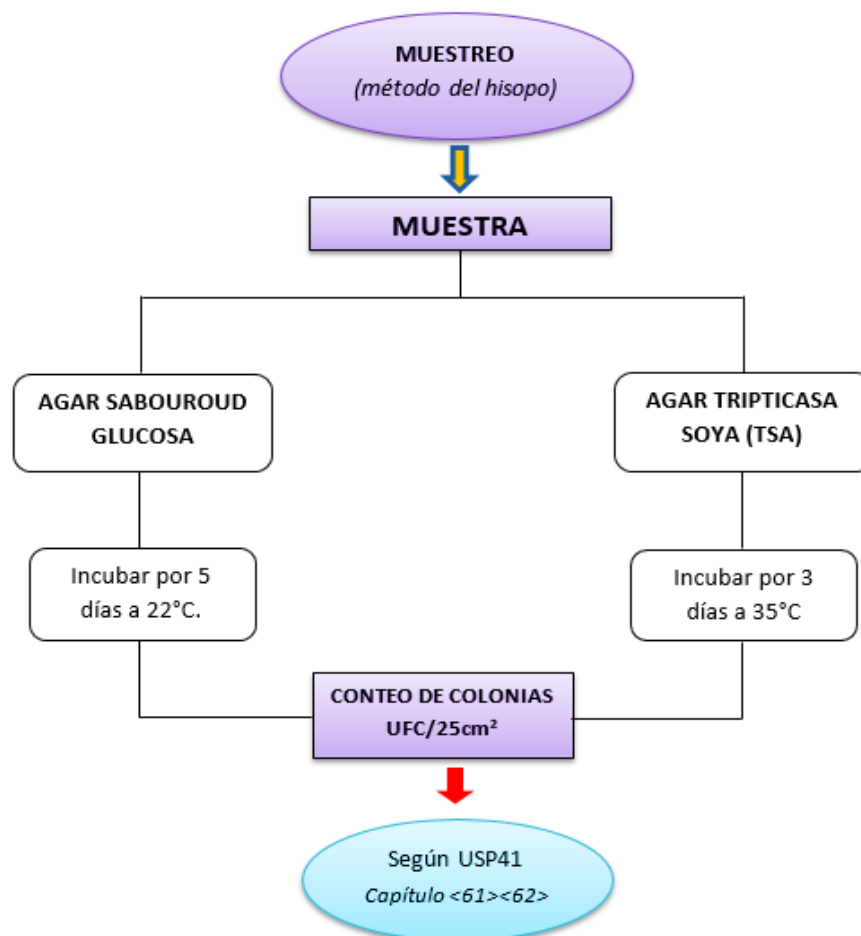 MUESTREO
(método del hisopo)
MUESTRA
AGAR SABOUROUD
GLUCOSA
AGAR TRIPTICASA
SOYA (TSA)
Incubar por 5
días a 22°C.
Incubar por 3
días a 35°C
CONTEO DE COLONIAS
UFC/25cm²
Según USP41
Capítulo <61><62>